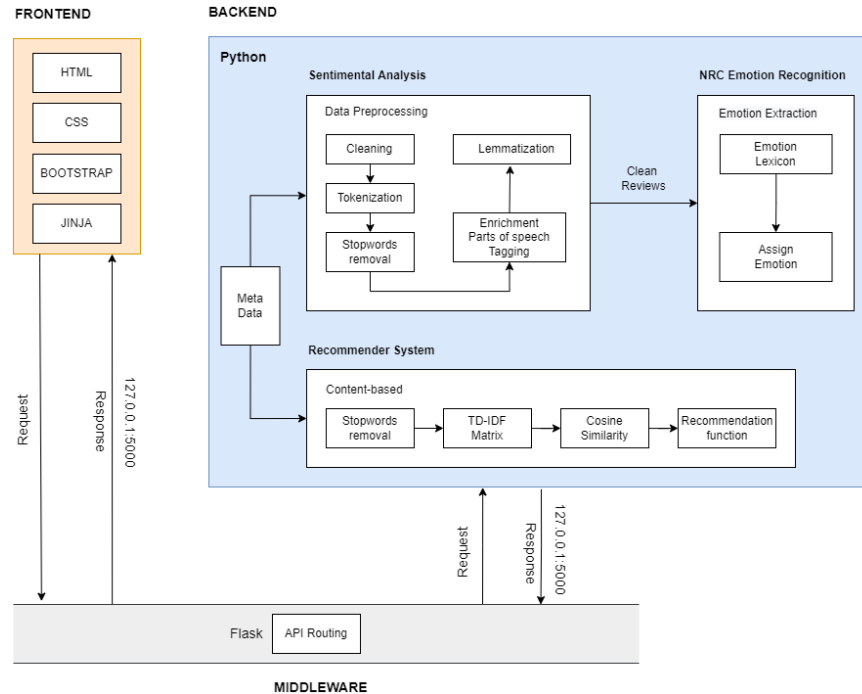 FRONTEND
HTML
CSS
BOOTSTRAP
JINJA
BACKEND
Python
Sentimental Analysis
Data Preprocessing
Cleaning
Tokenization
Stopwords
removal
Lemmatization
Enrichment
Parts of speech
Tagging
Clean
Reviews
NRC Emotion Recognition
Emotion Extraction
Emotion
Lexicon
Assign
Emotion
Meta
Data
Recommender System
Content-based
Stopwords
removal
TD-IDF
Matrix
Cosine
Similarity
Recommendation
function
Request
Response
127.0.0.1:5000
Request
Response
127.0.0.1:5000
Flask
API Routing
MIDDLEWARE